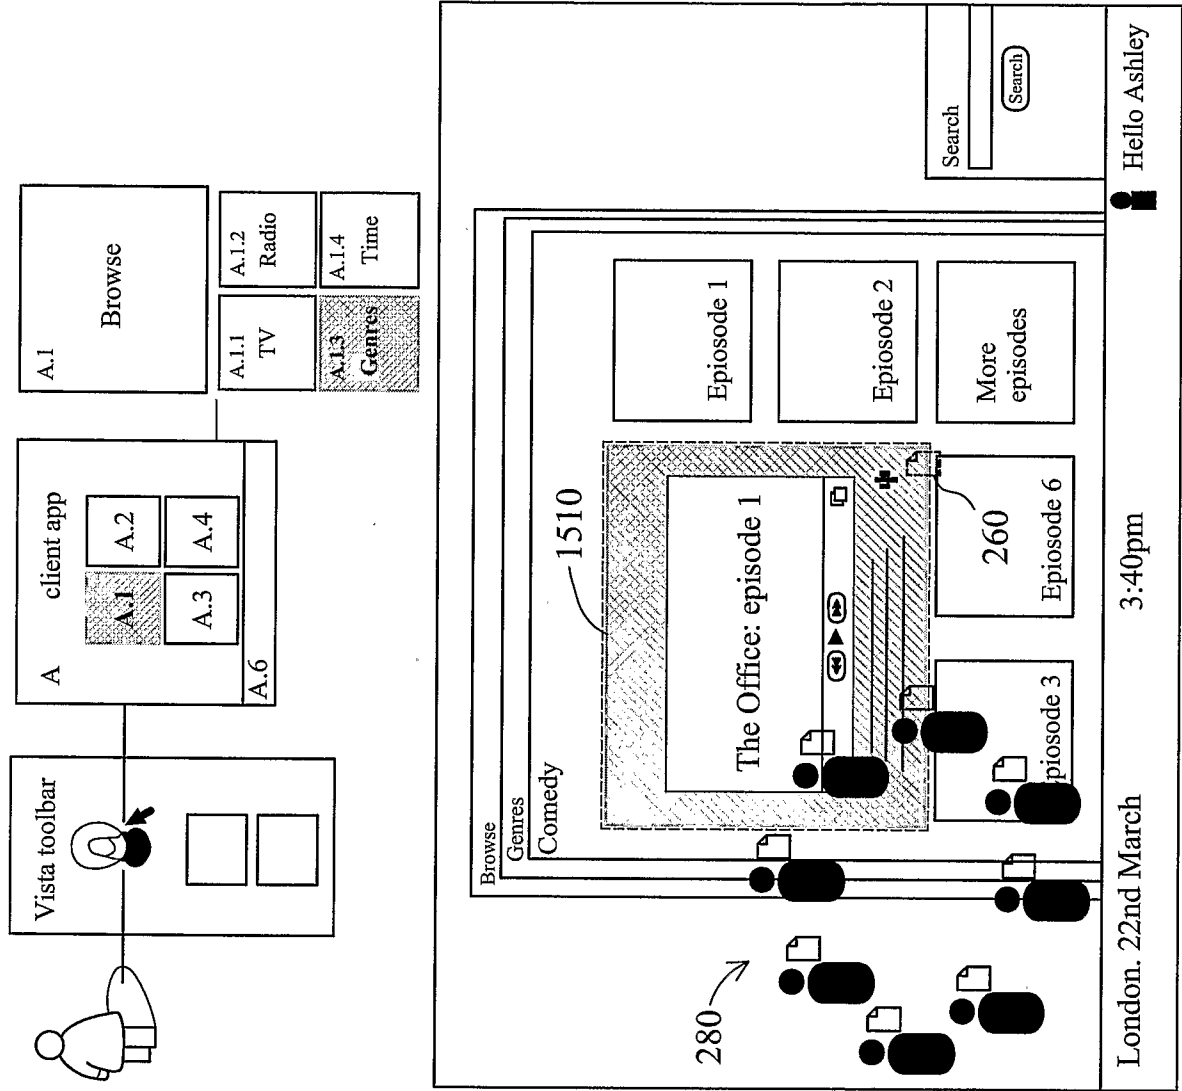 Vista toolbar
A
client app
A.1
A.2
A.3
A.4
A.6
A.1
Browse
A.1.1
TV
A.1.2
Radio
A.1.3
Genres
A.1.4
Time
Browse
Genres
Comedy
1510
The Office: episode 1
Epiosode 1
Epiosode 2
More
episodes
Epiosode 6
260
piosode 3
280
Search
Search
London. 22nd March
3:40pm
Hello Ashley